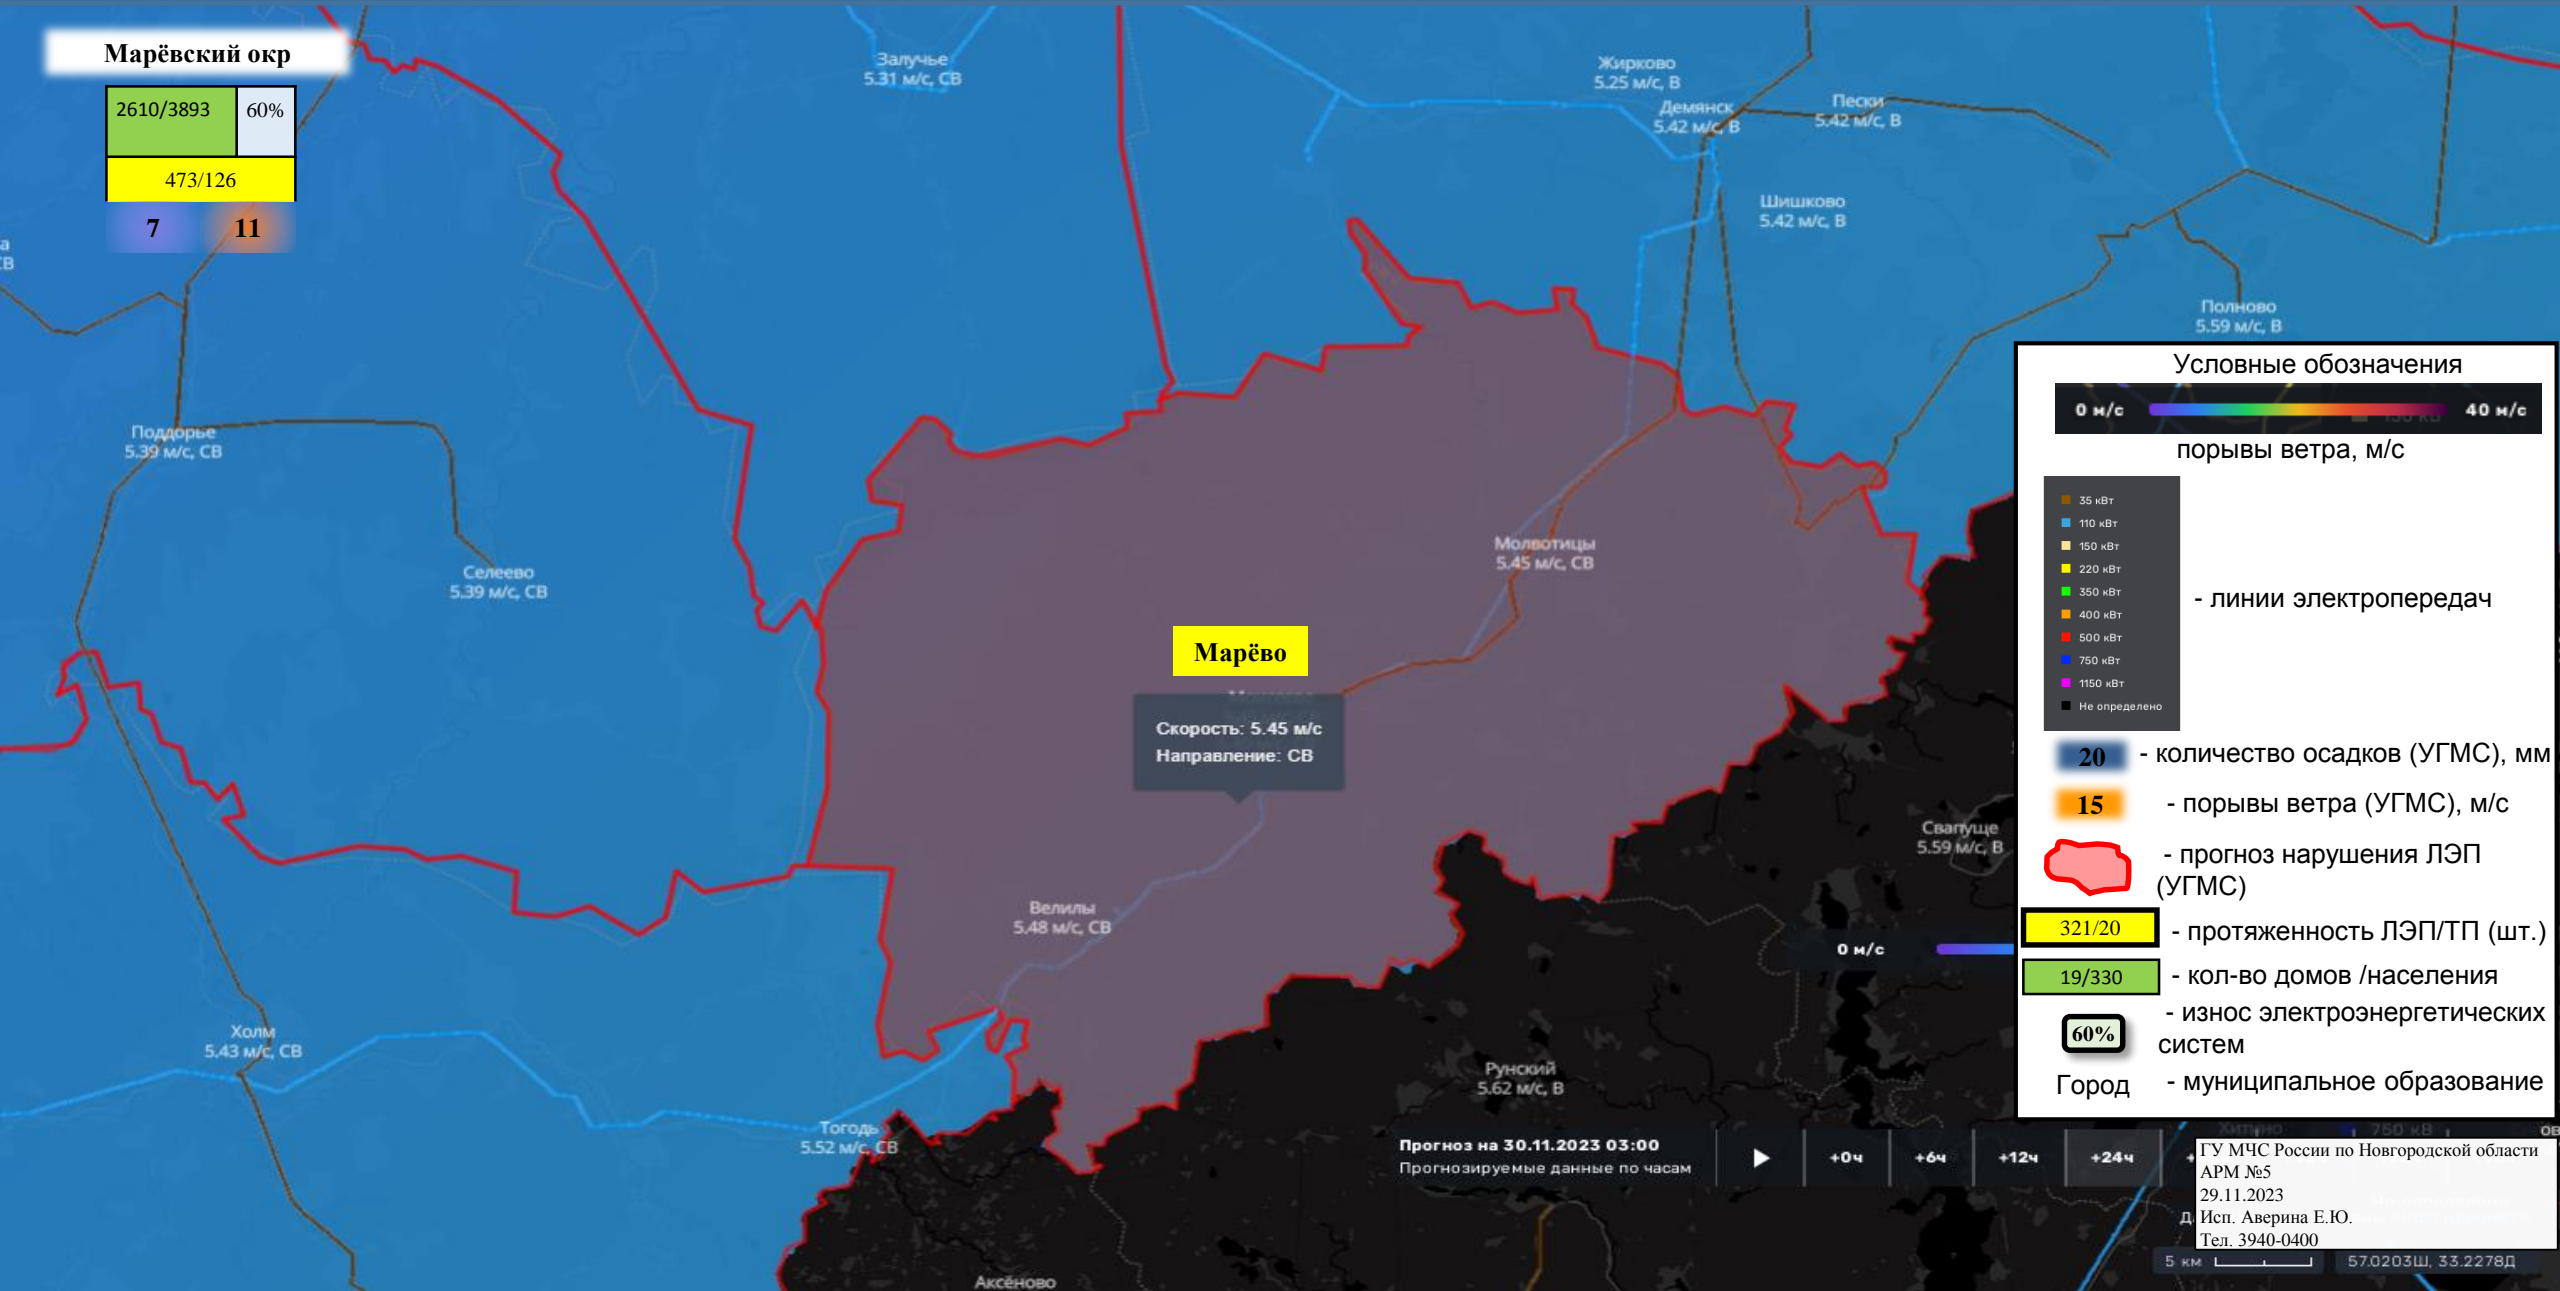 Марёвский окр
2610/3893
60%
473/126
7
11
Залучье
5.31 м/с, СВ
Жирково
5.25 м/с, В
Демянск
5.42 м/с, В
Пески
5.42 м/с, В
Шишково
5.42 м/с, В
Полново
5.59 м/с, В
а
СВ
Поддорье
5.39 м/с, СВ
Селеево
5.39 м/с, СВ
Молвотицы
5.45 м/с, СВ
Марёво
Скорость: 5.45 м/с
Направление: СВ
Велилы
5.48 м/с, СВ
Свапуще
5.59 м/с, В
0 м/с
Холм
5.43 м/с, СВ
Тогодь
5.52 м/с, СВ
Рунский
5.62 м/с, В
Аксёново
Условные обозначения
0 м/с
40 м/с
порывы ветра, м/с
35 кВт
110 кВт
150 кВт
220 кВт
350 кВт
400 кВт
500 кВт
750 кВт
1150 кВт
Не определено
- линии электропередач
20 - количество осадков (УГМС), мм
15 - порывы ветра (УГМС), м/с
- прогноз нарушения ЛЭП
(УГМС)
321/20 - протяженность ЛЭП/ТП (шт.)
19/330 - кол-во домов /населения
60% - износ электроэнергетических
систем
Город - муниципальное образование
Прогноз на 30.11.2023 03:00
Прогнозируемые данные по часам
+0ч
+6ч
+12ч
+24ч
Хитино
750 кВ
ов
ГУ МЧС России по Новгородской области
АРМ №5
29.11.2023
Исп. Аверина Е.Ю.
Тел. 3940-0400
5 км
57.0203Ш, 33.2278Д